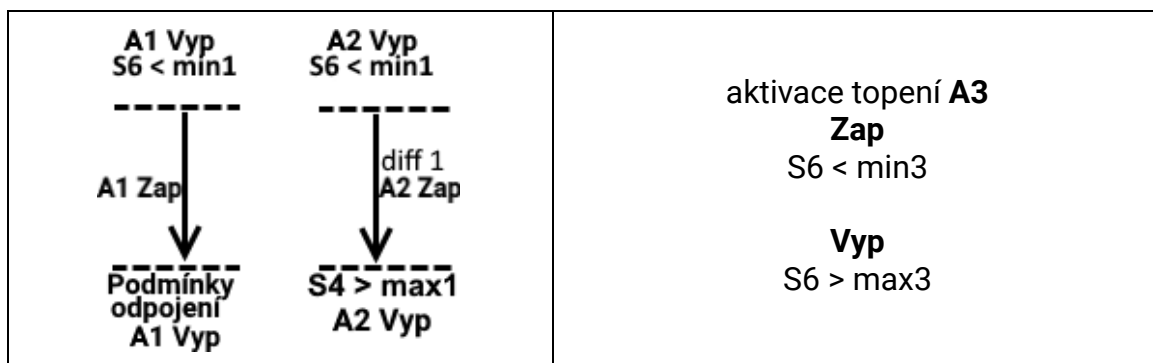 A1 Vyp
S6 < min1
A1 Zap
Podmínky
odpojení
A1 Vyp
A2 Vyp
S6 < min1
diff 1
A2 Zap
S4 > max1
A2 Vyp
aktivace topení A3
Zap
S6 < min3
Vyp
S6 > max3